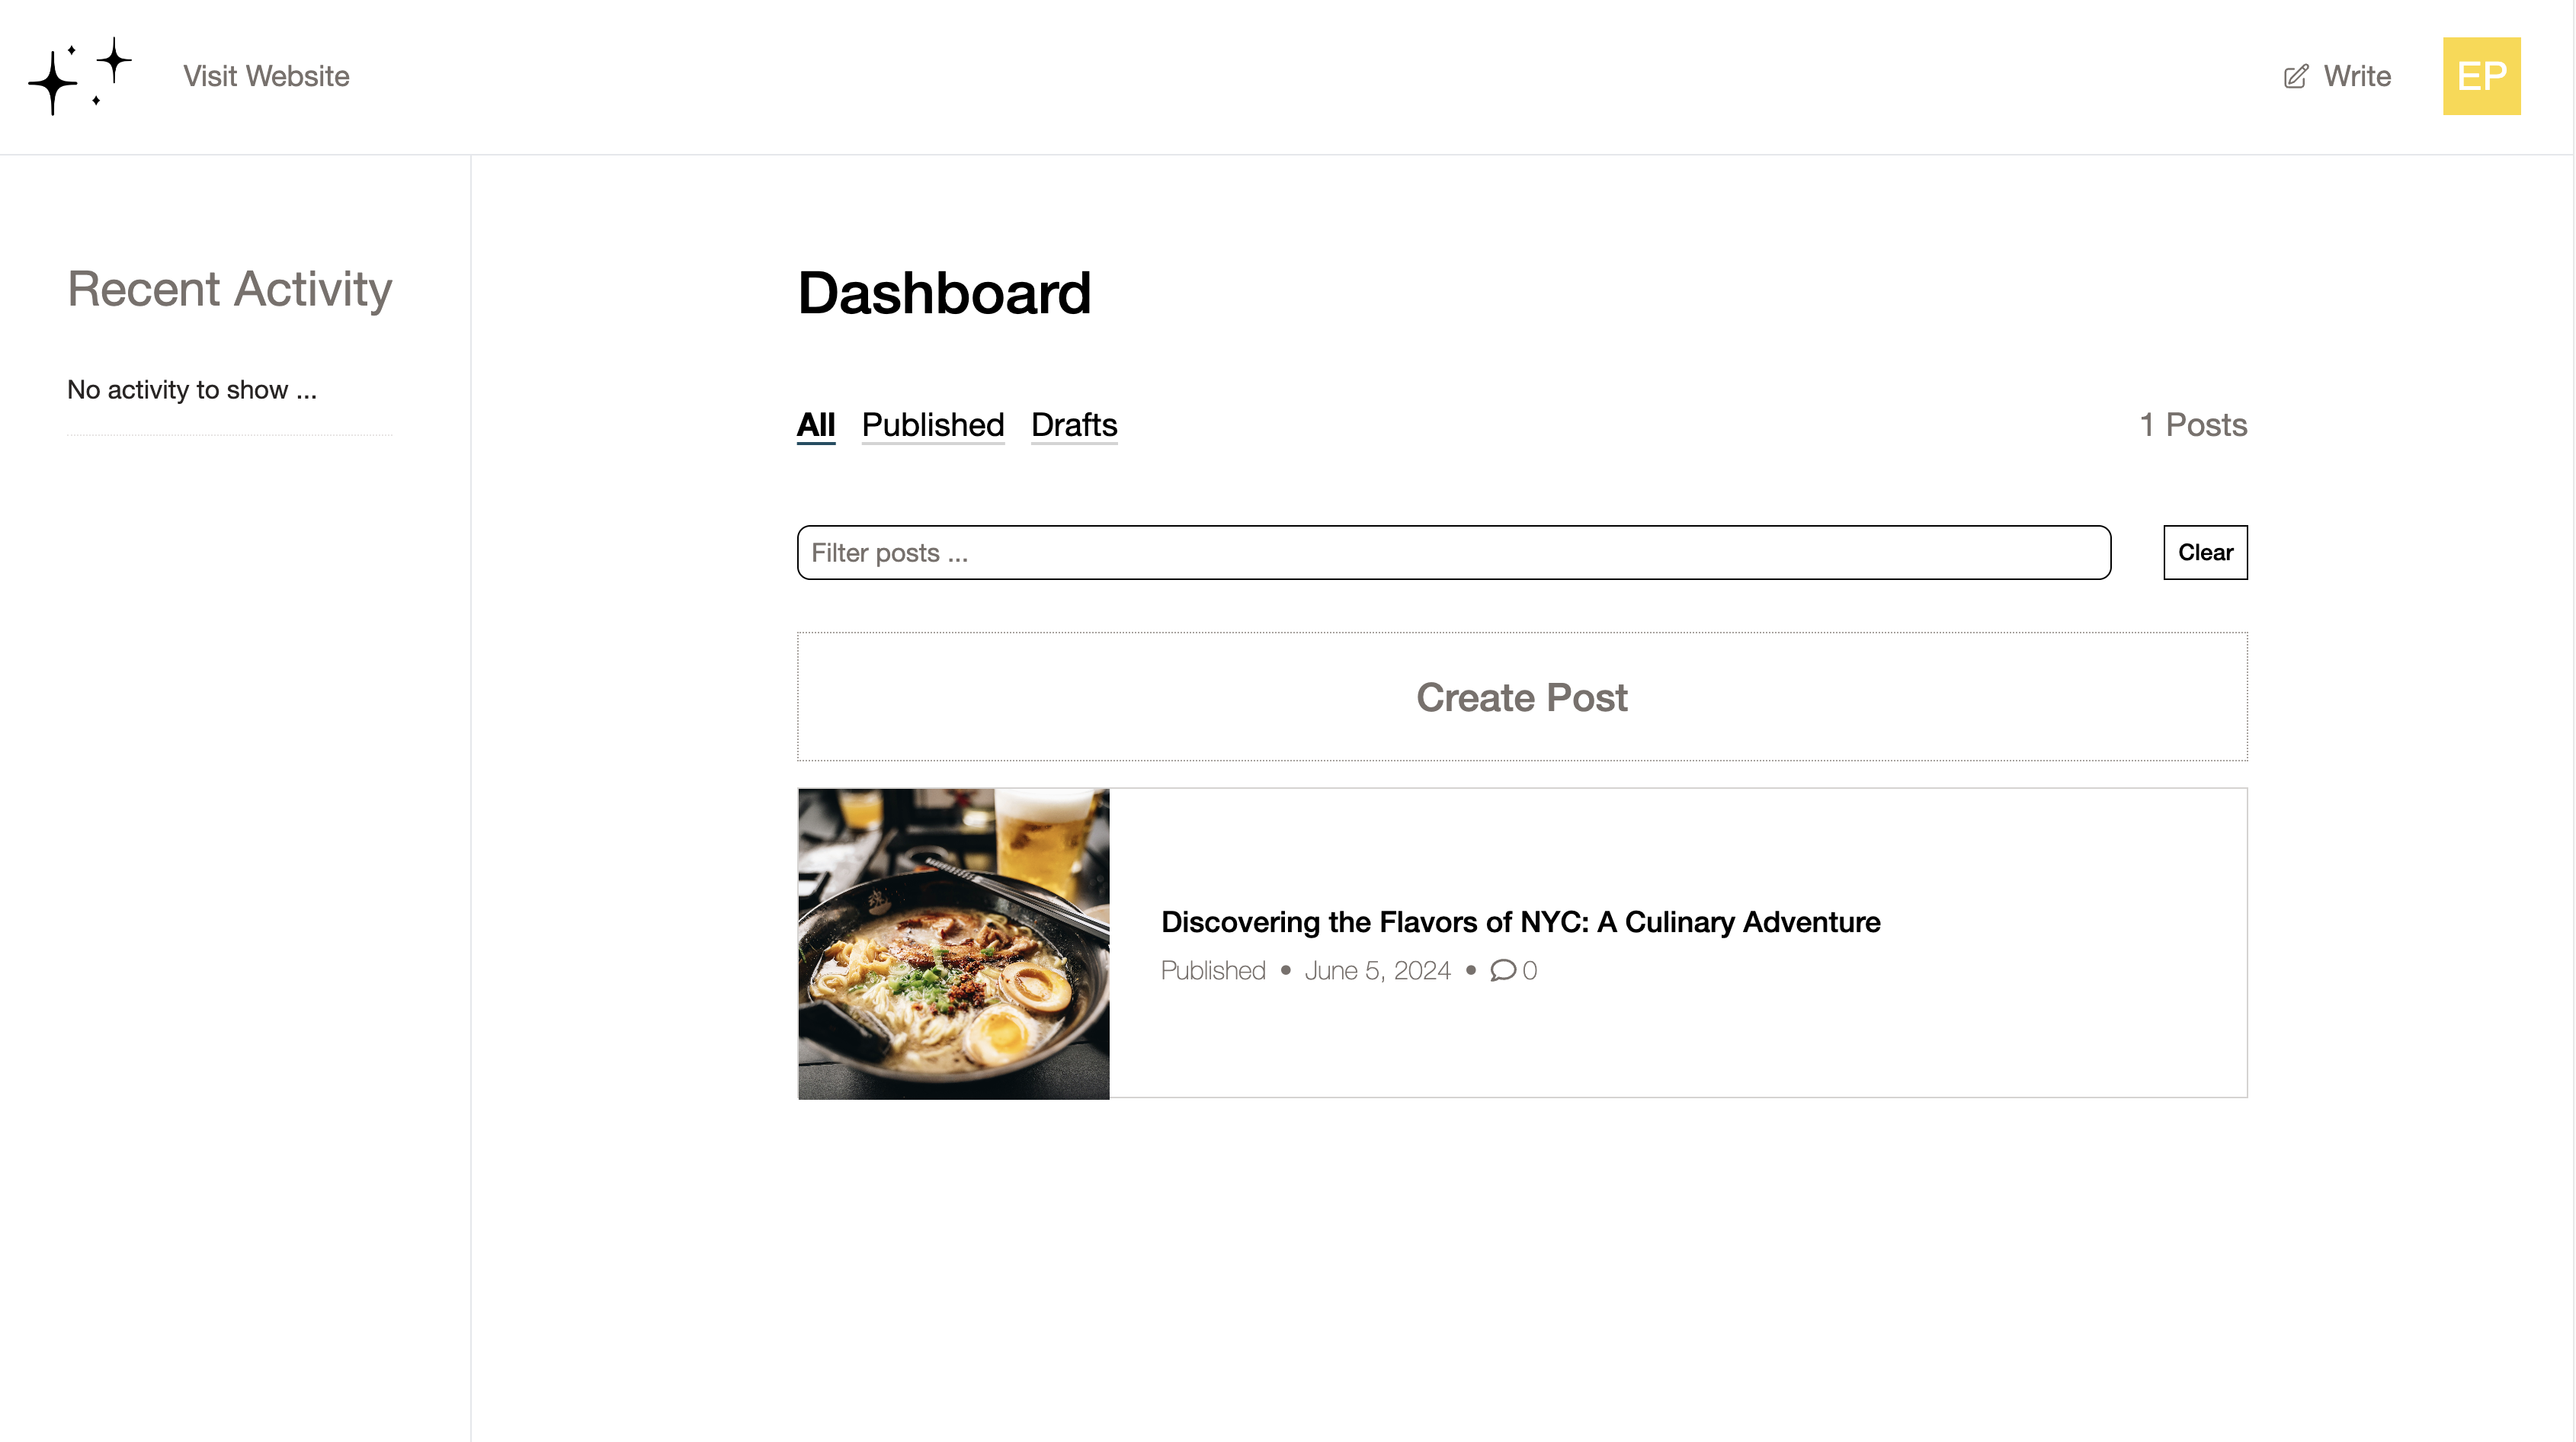 Visit Website
Write
EP
Recent Activity
No activity to show ...
Dashboard
All Published Drafts
1 Posts
Filter posts ...
Clear
Create Post
Discovering the Flavors of NYC: A Culinary Adventure
Published • June 5, 2024 • 0